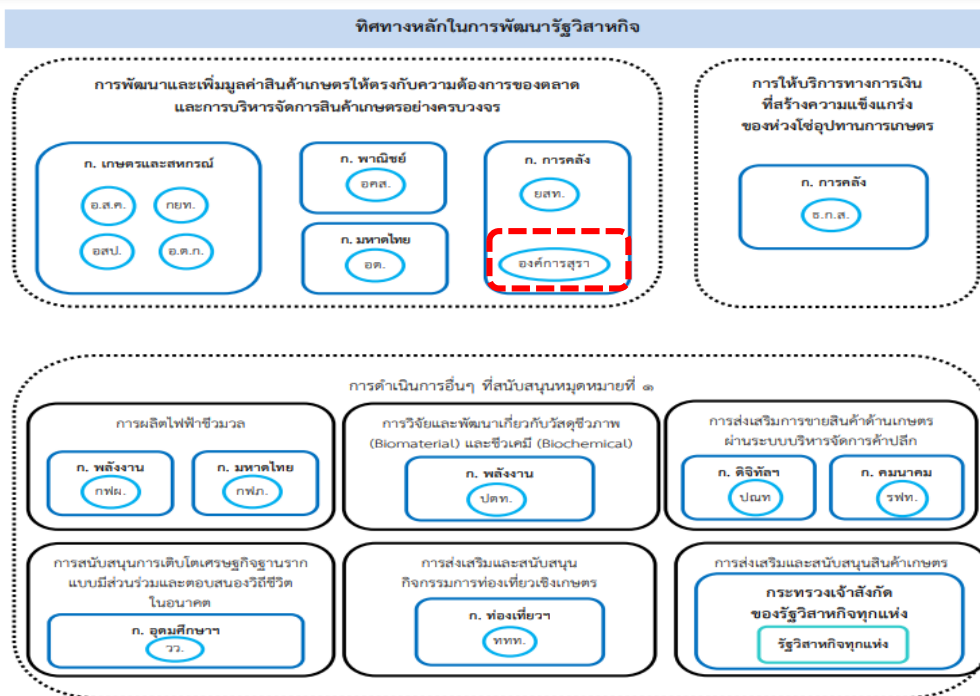 ทิศทางหลักในการพัฒนารัฐวิสาหกิจ
การพัฒนาและเพิ่มมูลค่าสินค้าเกษตรให้ตรงกับความต้องการของตลาด
และการบริหารจัดการสินค้าเกษตรอย่างครบวงจร
ก. เกษตรและสหกรณ์
อ.ส.ค.
กยท.
อสป.
อ.ต.ก.
ก. พาณิชย์
อคส.
ก. มหาดไทย
อต.
ก. การคลัง
ยสท.
องค์การสุรา
การให้บริการทางการเงิน
ที่สร้างความแข็งแกร่ง
ของห่วงโซ่อุปทานการเกษตร
ก. การคลัง
ธ.ก.ส.
การดำเนินการอื่นๆ ที่สนับสนุนหมุดหมายที่ ๑
การผลิตไฟฟ้าชีวมวล
ก. พลังงาน
กฟผ.
ก. มหาดไทย
กฟภ.
การวิจัยและพัฒนาเกี่ยวกับวัสดุชีวภาพ
(Biomaterial) และชีวเคมี (Biochemical)
ก. พลังงาน
ปตท.
การส่งเสริมการขายสินค้าด้านเกษตร
ผ่านระบบบริหารจัดการค้าปลีก
ก. ดิจิทัลฯ
ปณท
ก. คมนาคม
รฟท.
การสนับสนุนการเติบโตเศรษฐกิจฐานราก
แบบมีส่วนร่วมและตอบสนองวิถีชีวิต
ในอนาคต
ก. อุดมศึกษาฯ
วว.
การส่งเสริมและสนับสนุน
กิจกรรมการท่องเที่ยวเชิงเกษตร
ก. ท่องเที่ยวฯ
ททท.
การส่งเสริมและสนับสนุนสินค้าเกษตร
กระทรวงเจ้าสังกัด
ของรัฐวิสาหกิจทุกแห่ง
รัฐวิสาหกิจทุกแห่ง